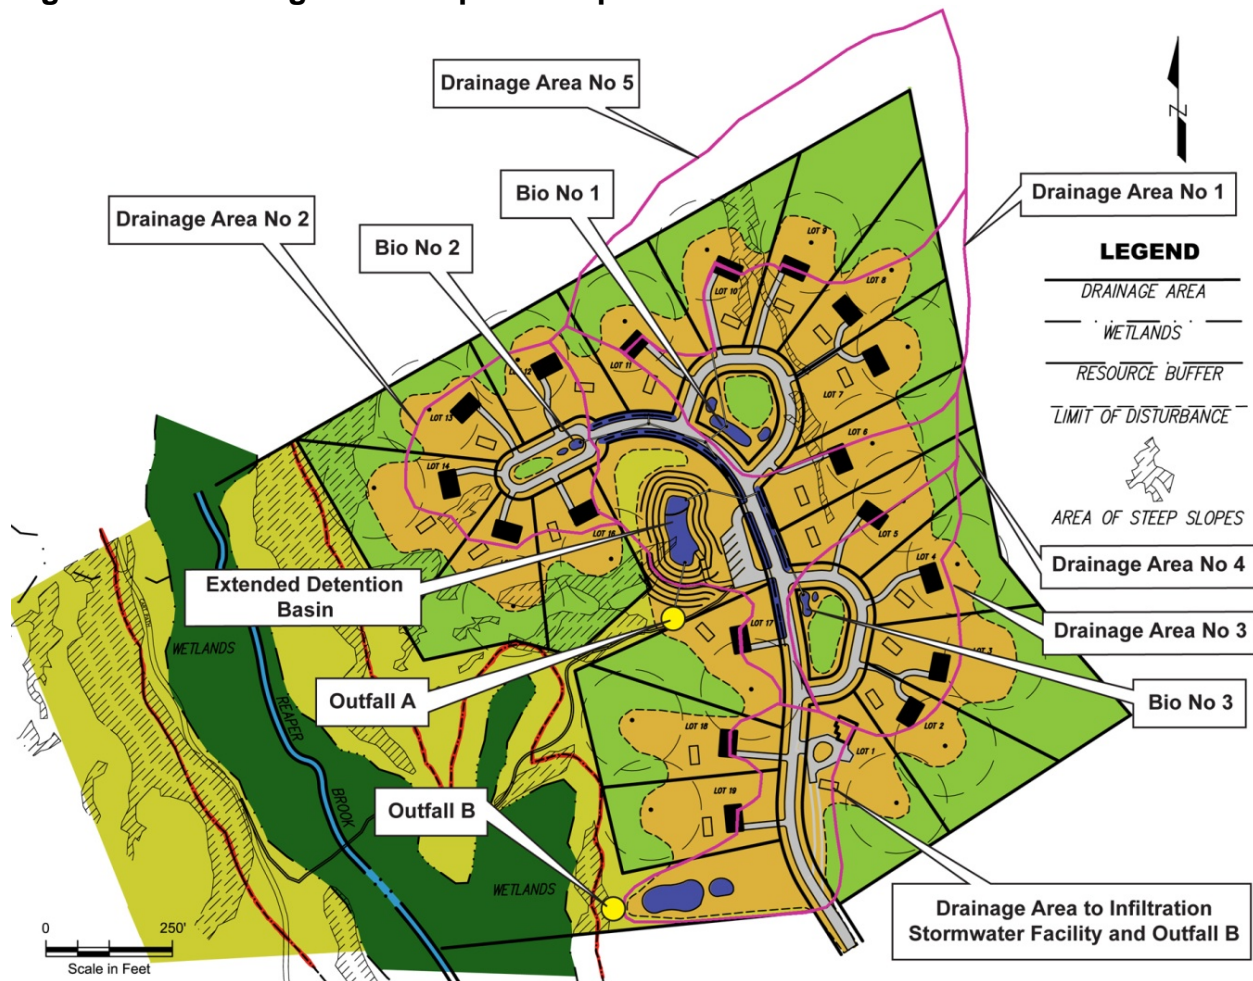 Drainage Area No 5
Bio No 1
Drainage Area No 1
Drainage Area No 2
Bio No 2
N
LEGEND
DRAINAGE AREA
WETLANDS
RESOURCE BUFFER
LIMIT OF DISTURBANCE
AREA OF STEEP SLOPES
LOT 9
LOT 10
LOT 8
LOT 11
LOT 12
LOT 7
LOT 13
LOT 6
LOT 14
LOT 5
LOT 16
LOT 4
Drainage Area No 4
Extended Detention
Basin
Drainage Area No 3
LOT 17
LOT 3
WETLANDS
Outfall A
Bio No 3
REAPER
BROOK
LOT 18
LOT 2
LOT 1
LOT 19
Outfall B
WETLANDS
Drainage Area to Infiltration
Stormwater Facility and Outfall B
0
250'
Scale in Feet